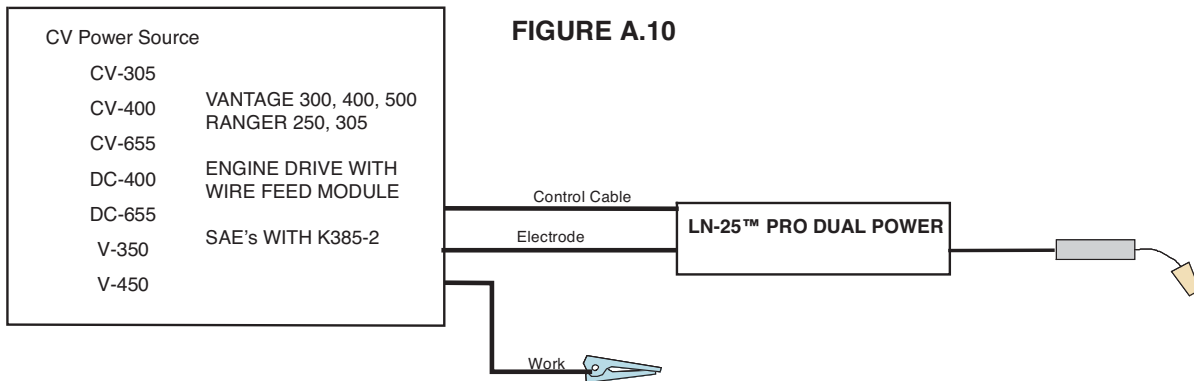 FIGURE A.10
CV Power Source
CV-305
CV-400
CV-655
DC-400
DC-655
V-350
V-450
VANTAGE 300, 400, 500
RANGER 250, 305
ENGINE DRIVE WITH
WIRE FEED MODULE
SAE's WITH K385-2
Control Cable
Electrode
Work
LN-25™ PRO DUAL POWER